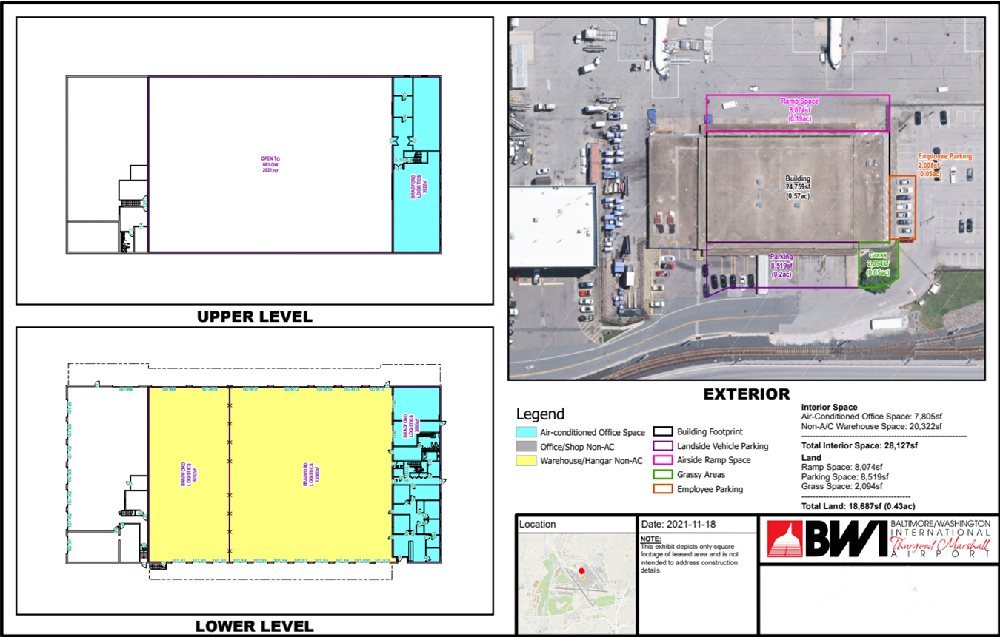 OPEN TO
BELOW
BRADFORD
LOGISTICS
3922sf
UPPER LEVEL
BRADFORD
LOGISTICS
6762sf
BRADFORD
LOGISTICS
13560sf
BRADFORD
LOGISTICS
3883sf
LOWER LEVEL
Ramp Space
8,074sf
(0.19ac)
Building
24,759sf
(0.57ac)
Employee Parking
2,008sf
(0.05ac)
Parking
8,519sf
(0.2ac)
Grass
2,094sf
(0.05ac)
EXTERIOR
Legend
Air-conditioned Office Space
Office/Shop Non-AC
Warehouse/Hangar Non-AC
Building Footprint
Landside Vehicle Parking
Airside Ramp Space
Grassy Areas
Employee Parking
Interior Space
Air-Conditioned Office Space: 7,805sf
Non-A/C Warehouse Space: 20,322sf
Total Interior Space: 28,127sf
Land
Ramp Space: 8,074sf
Parking Space: 8,519sf
Grass Space: 2,094sf
Total Land: 18,687sf (0.43ac)
Location
Date: 2021-11-18
NOTE:
This exhibit depicts only square
footage of leased area and is not
intended to address construction
details.
BWI
BALTIMORE/WASHINGTON
INTERNATIONAL
Thurgood Marshall
AIRPORT